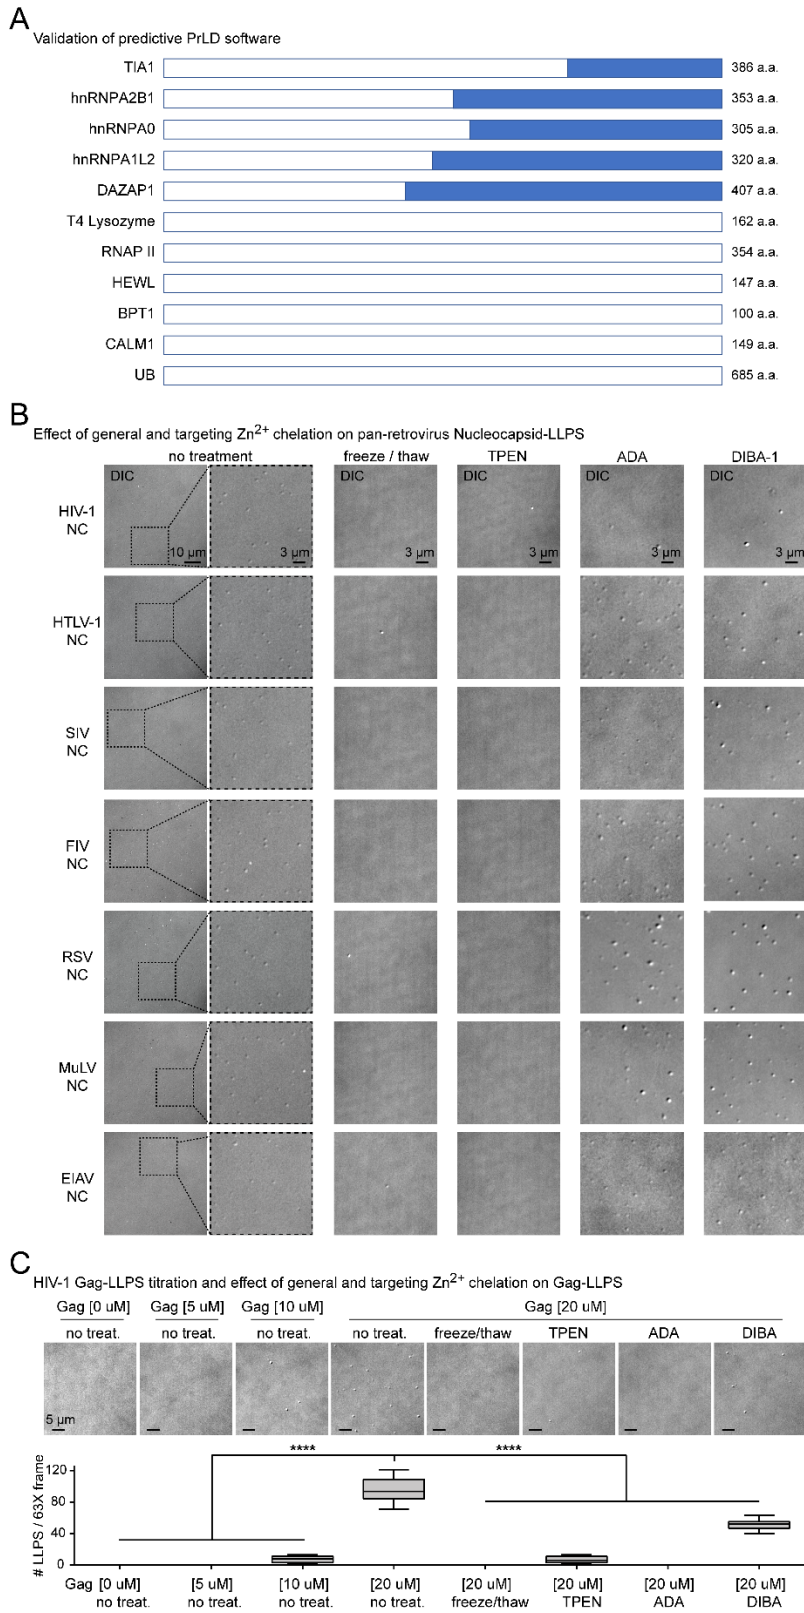 A
Validation of predictive PrLD software
TIA1 386 a.a.
hnRNPA2B1 353 a.a.
hnRNPA0 305 a.a.
hnRNPA1L2 320 a.a.
DAZAP1 407 a.a.
T4 Lysozyme 162 a.a.
RNAP II 354 a.a.
HEWL 147 a.a.
BPT1 100 a.a.
CALM1 149 a.a.
UB 685 a.a.
B
Effect of general and targeting Zn2+ chelation on pan-retrovirus Nucleocapsid-LLPS
no treatment freeze / thaw TPEN ADA DIBA-1
DIC DIC DIC DIC DIC
HIV-1
NC
10 µm 3 µm 3 µm 3 µm 3 µm 3 µm
HTLV-1
NC
SIV
NC
FIV
NC
RSV
NC
MuLV
NC
EIAV
NC
C
HIV-1 Gag-LLPS titration and effect of general and targeting Zn2+ chelation on Gag-LLPS
Gag [0 uM] Gag [5 uM] Gag [10 uM] Gag [20 uM]
no treat. no treat. no treat. no treat. freeze/thaw TPEN ADA DIBA
5 µm
**** ****
# LLPS / 63X frame
120
80
40
0
Gag [0 uM] [5 uM] [10 uM] [20 uM] [20 uM] [20 uM] [20 uM] [20 uM]
no treat. no treat. no treat. no treat. freeze/thaw TPEN ADA DIBA